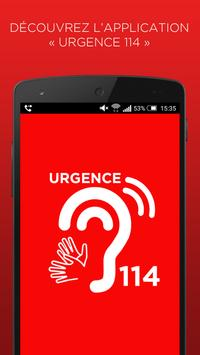 DÉCOUVREZ L'APPLICATION
« URGENCE 114 »
53% 15:35
URGENCE
114